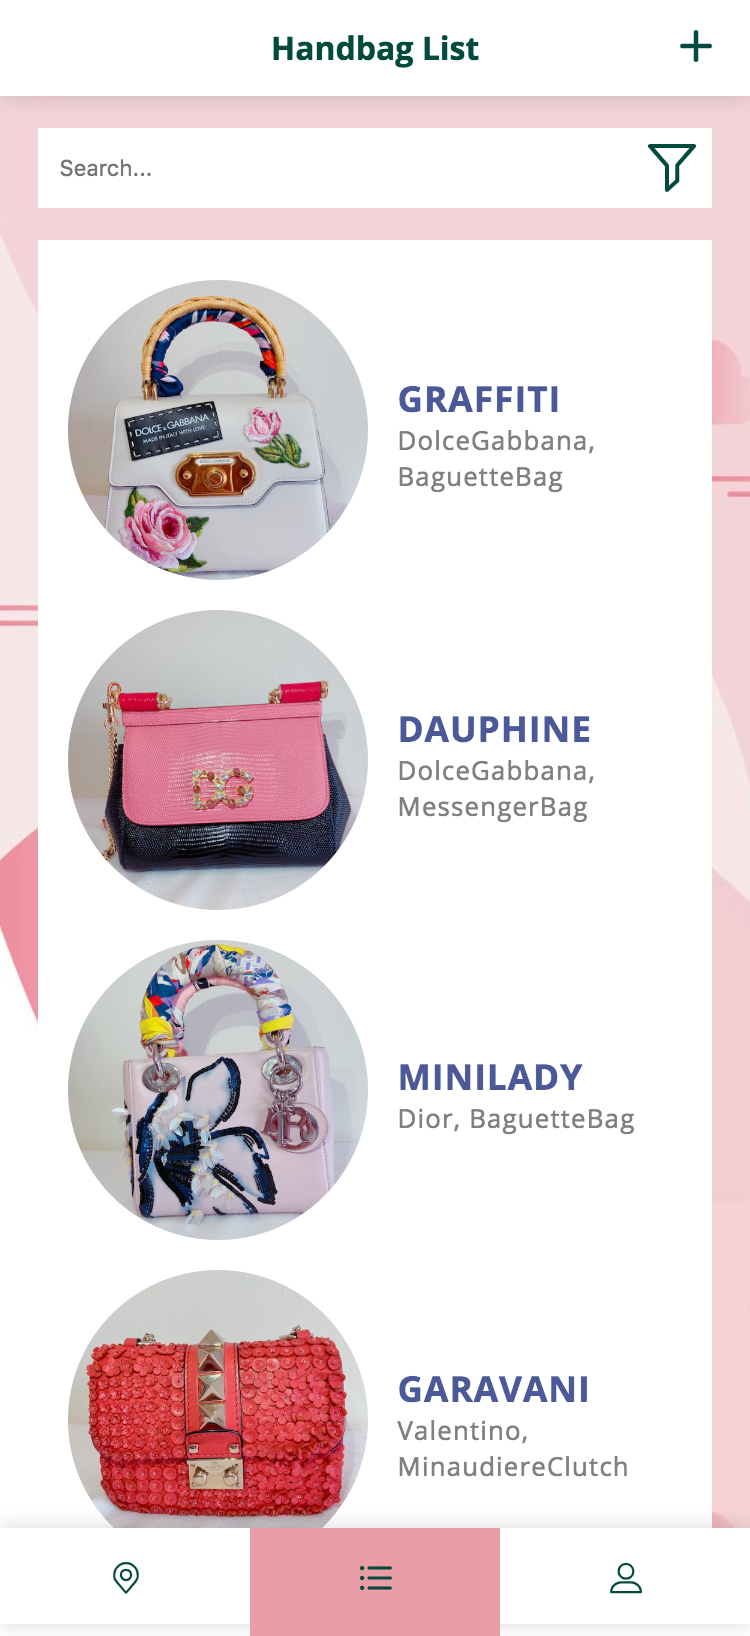 Handbag List
Search...
DOLCE & GABBANA
MADE IN ITALY WITH LOVE
GRAFFITI
DolceGabbana,
BaguetteBag
DG
DAUPHINE
DolceGabbana,
MessengerBag
MINILADY
Dior, BaguetteBag
GARAVANI
Valentino,
MinaudiereClutch